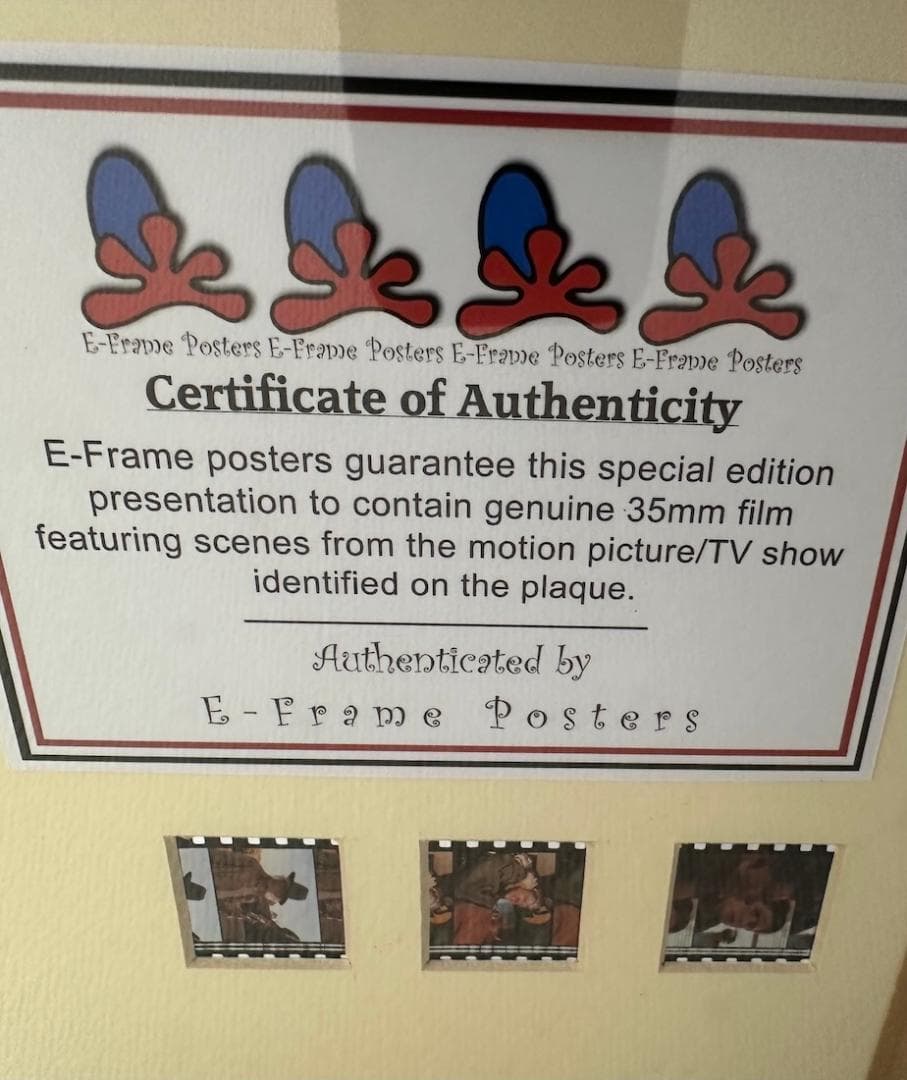 E-Frame Posters E-Frame Posters E-Frame Posters E-Frame Posters
Certificate of Authenticity
E-Frame posters guarantee this special edition
presentation to contain genuine 35mm film
featuring scenes from the motion picture/TV show
identified on the plaque.
Authenticated by
E-Frame Posters